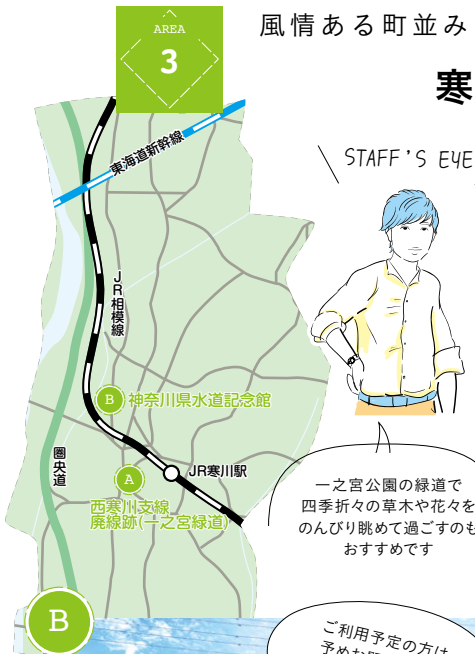 AREA
3
風情ある町並み
寒
STAFF'S EYE
東海道新幹線
JR相模線
B 神奈川県水道記念館
圏央道
JR寒川駅
A
西寒川支線
廃線跡(一之宮緑道)
一之宮公園の緑道で
四季折々の草木や花々を
のんびり眺めて過ごすのも
おすすめです
B
ご利用予定の方は
予めお